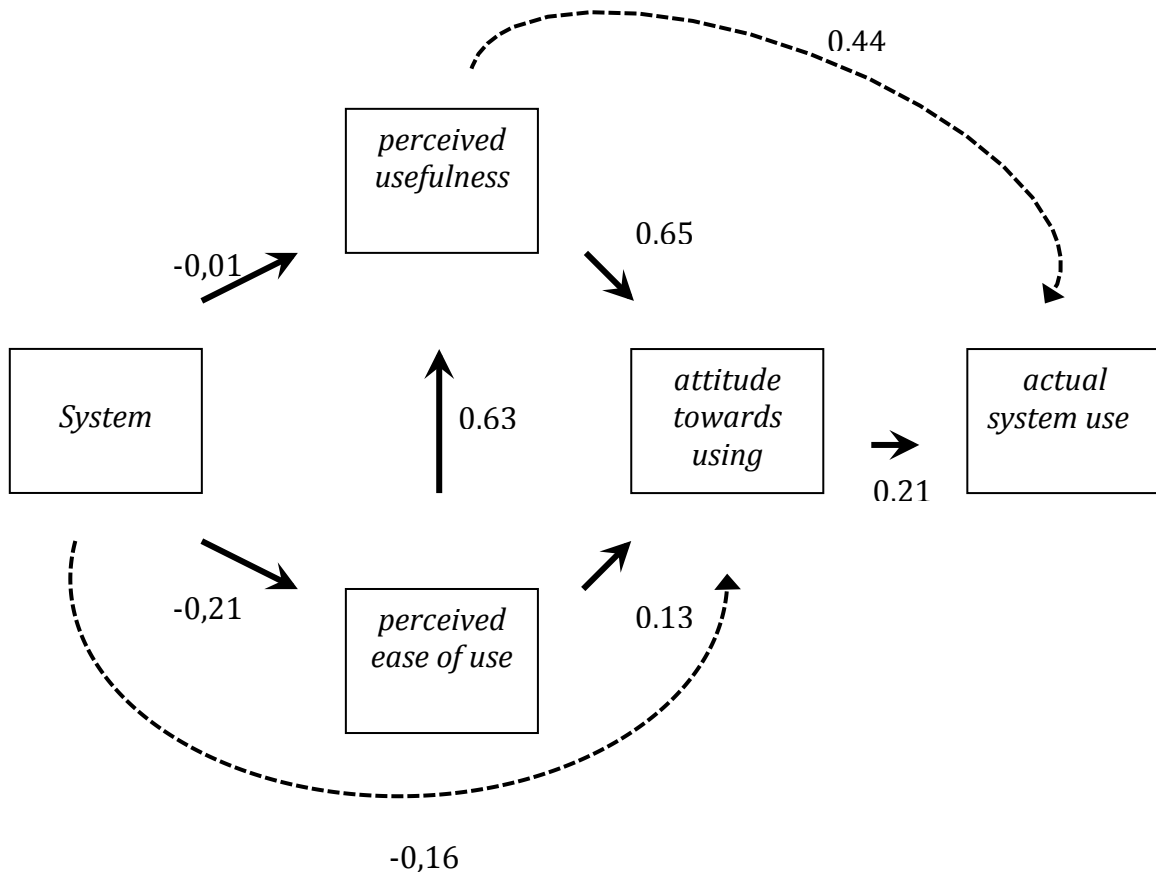 0.44
perceived
usefulness
0.65
-0,01
System
0.63
attitude
towards
using
actual
system use
0.21
-0,21
perceived
ease of use
0.13
-0,16